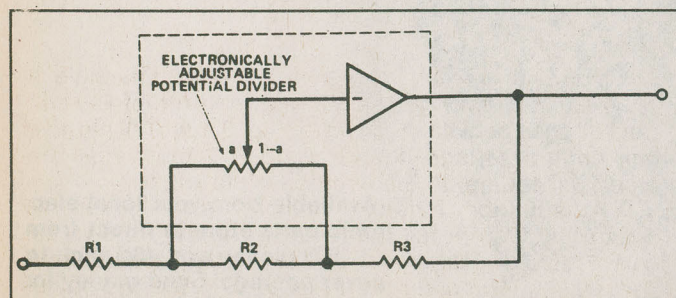 ELECTRONICALLY
ADJUSTABLE
POTENTIAL DIVIDER
a 1–a
–
R1 R2 R3